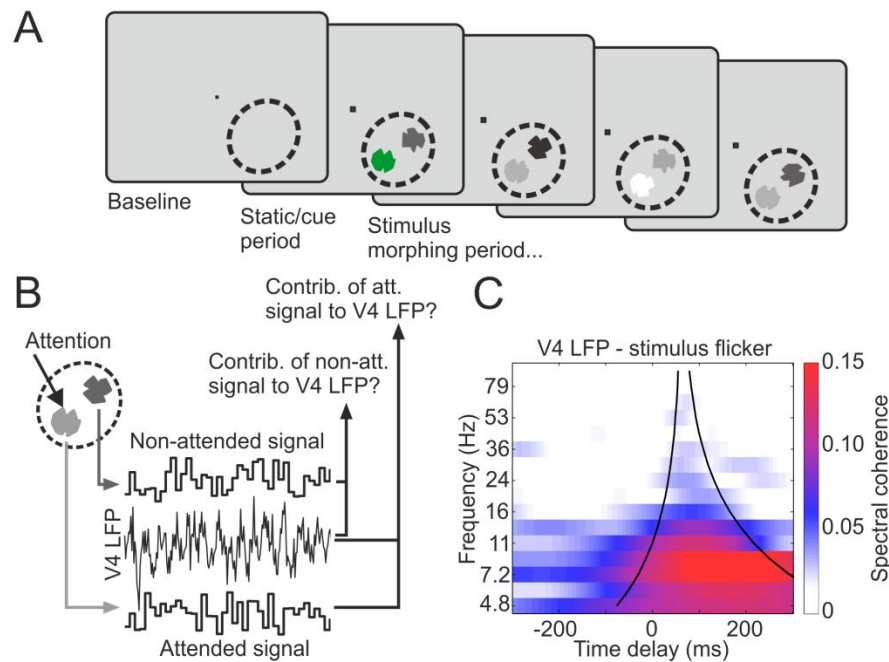 A
Baseline
Static/cue
period
Stimulus
morphing period...
B
Attention
Contrib. of att.
signal to V4 LFP?
Contrib. of non-att.
signal to V4 LFP?
Non-attended signal
V4 LFP
Attended signal
C
V4 LFP - stimulus flicker
Frequency (Hz)
79
53
36
24
16
11
7.2
4.8
-200
0
200
Time delay (ms)
0.15
0.10
0.05
0
Spectral coherence